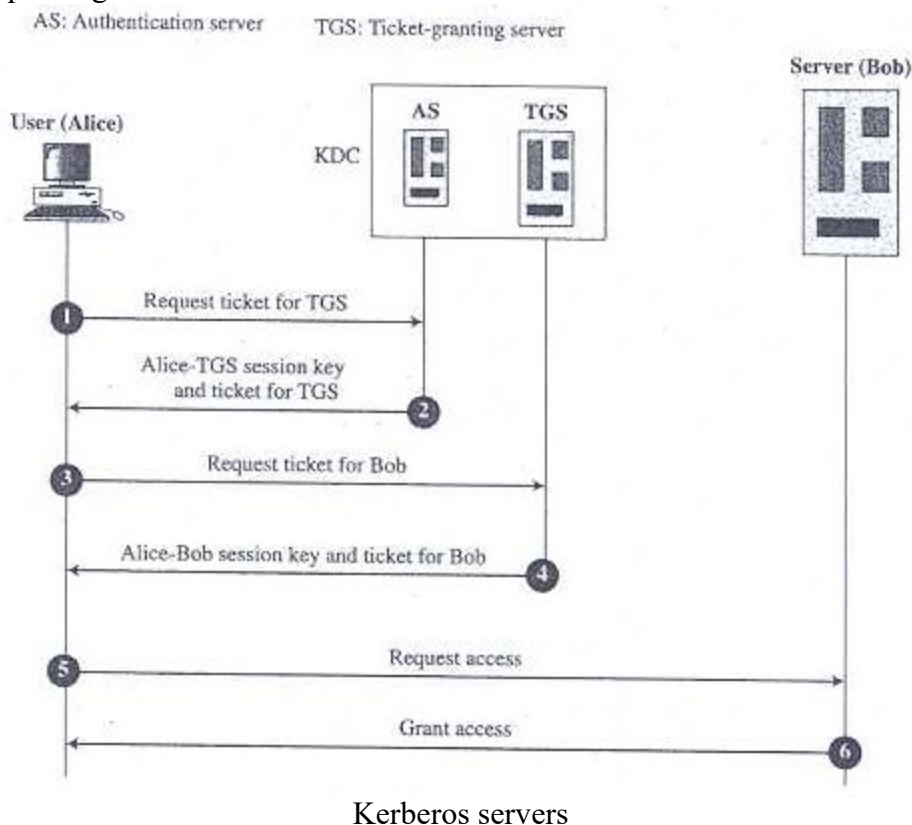 AS: Authentication server
TGS: Ticket-granting server
Server (Bob)
User (Alice)
AS
TGS
KDC
1
Request ticket for TGS
Alice-TGS session key
and ticket for TGS
2
3
Request ticket for Bob
Alice-Bob session key and ticket for Bob
4
5
Request access
Grant access
6
Kerberos servers